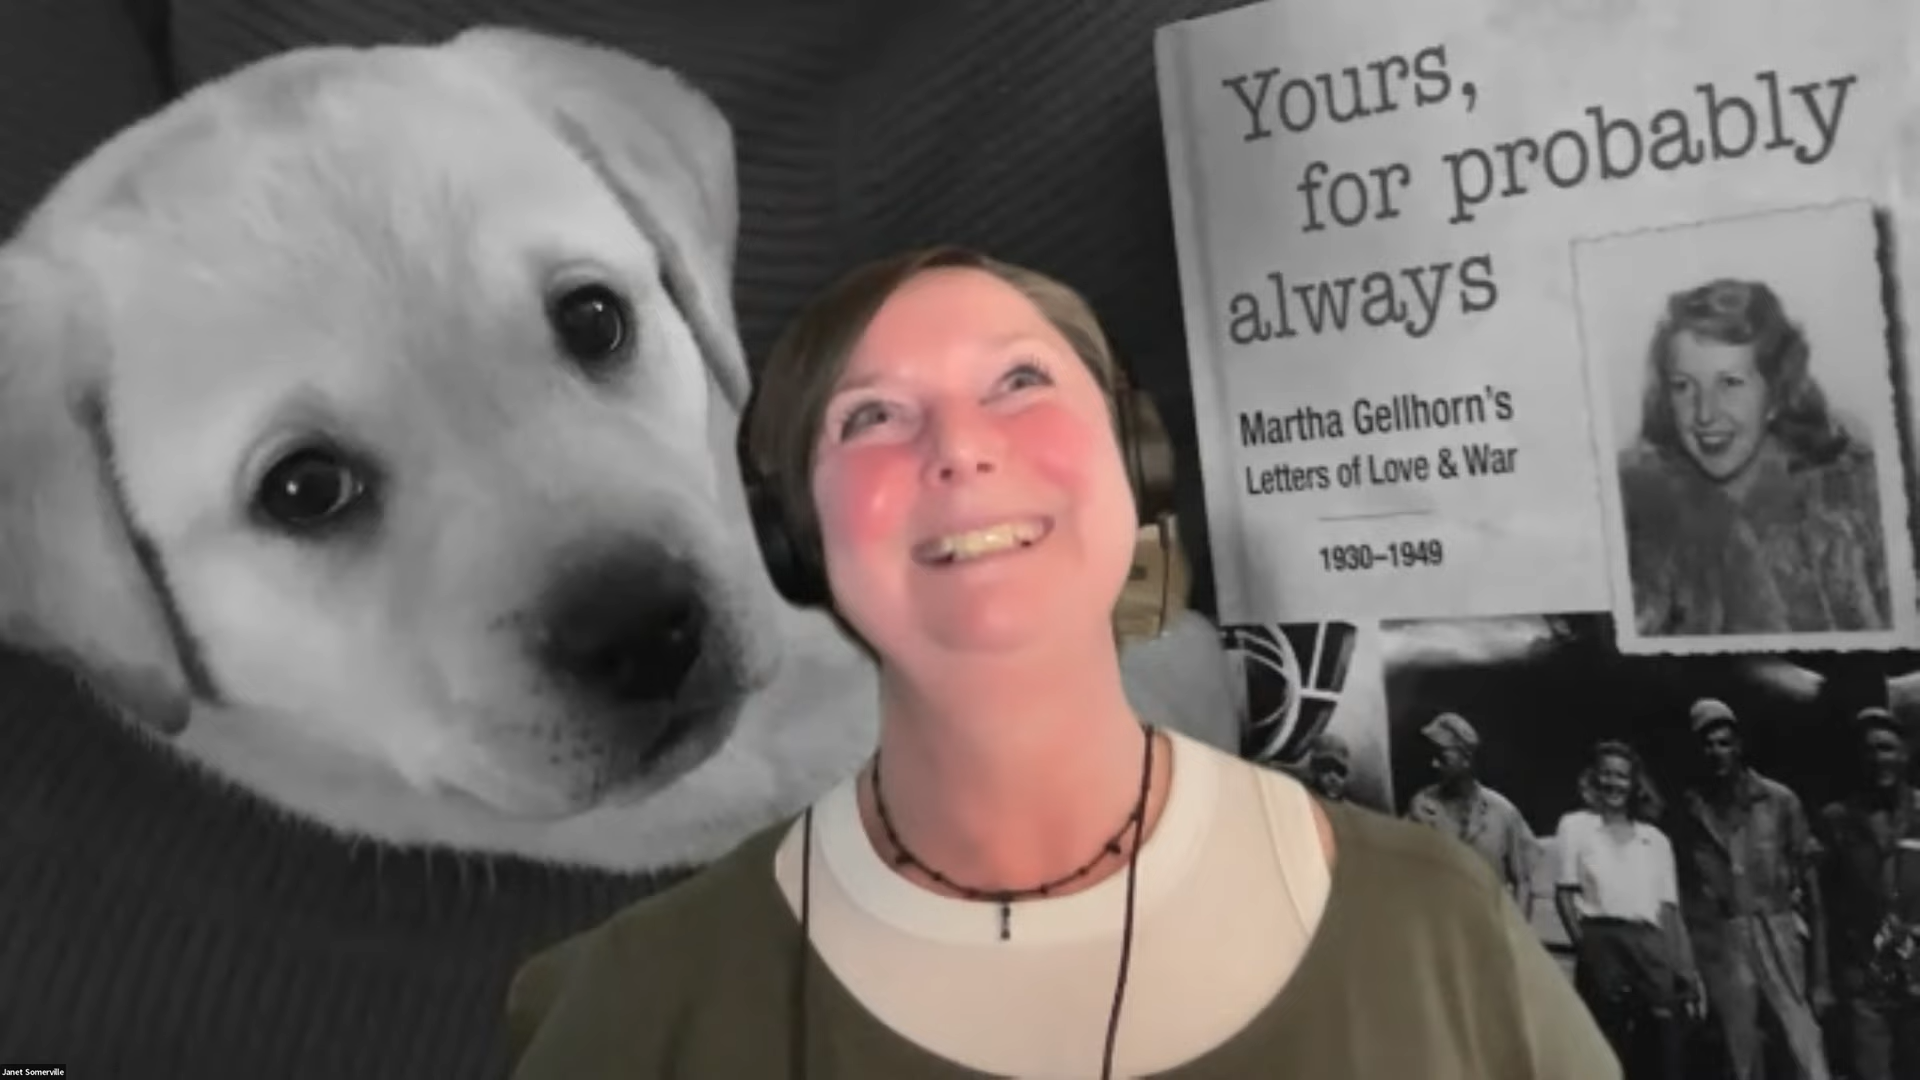 Yours,
for probably
always
Martha Gellhorn's
Letters of Love & War
1930–1949
Janet Somerville